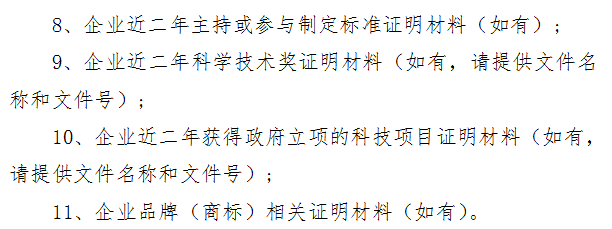 8、企业近二年主持或参与制定标准证明材料（如有）;
9、企业近二年科学技术奖证明材料（如有，请提供文件名
称和文件号）;
10、企业近二年获得政府立项的科技项目证明材料（如有，
请提供文件名称和文件号）;
11、企业品牌（商标）相关证明材料（如有）。